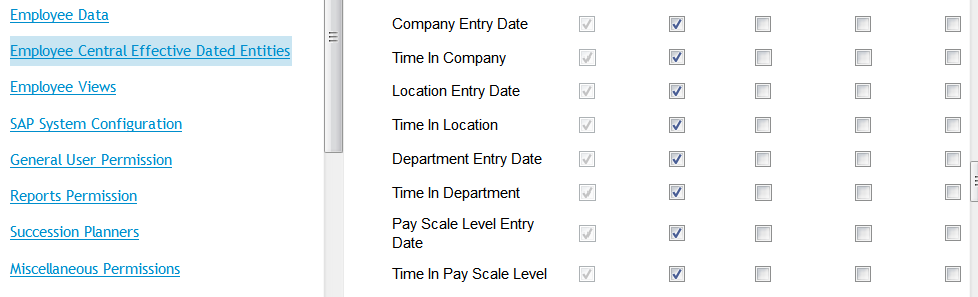 Employee Data
Employee Central Effective Dated Entities
Employee Views
SAP System Configuration
General User Permission
Reports Permission
Succession Planners
Miscellaneous Permissions
Company Entry Date
Time In Company
Location Entry Date
Time In Location
Department Entry Date
Time In Department
Pay Scale Level Entry
Date
Time In Pay Scale Level